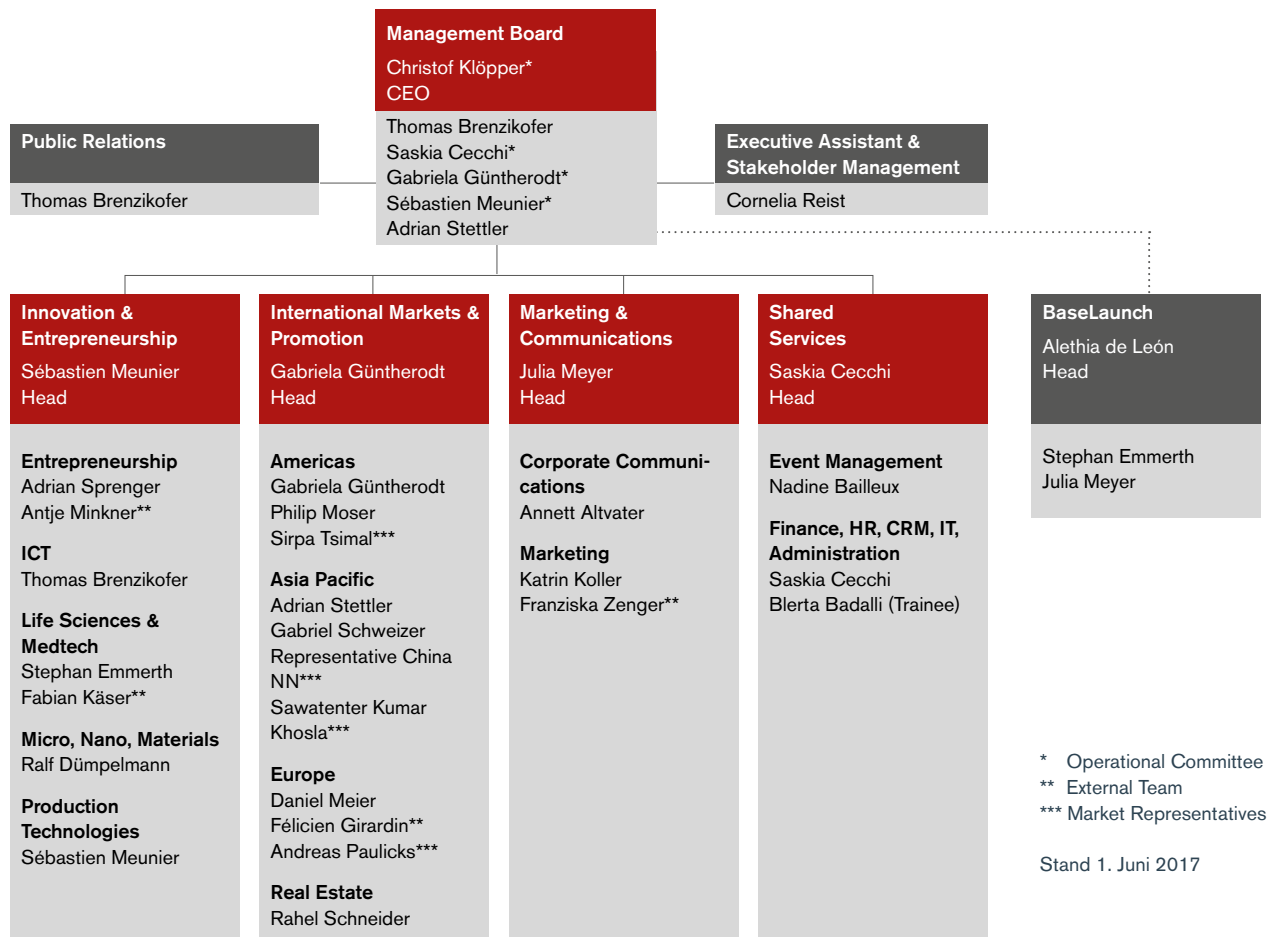 Management Board
Christof Klöpper*
CEO
Thomas Brenzikofer
Saskia Cecchi*
Gabriela Güntherodt*
Sébastien Meunier*
Adrian Stettler
Public Relations
Thomas Brenzikofer
Executive Assistant &
Stakeholder Management
Cornelia Reist
Innovation &
Entrepreneurship
Sébastien Meunier
Head
Entrepreneurship
Adrian Sprenger
Antje Minkner**
ICT
Thomas Brenzikofer
Life Sciences &
Medtech
Stephan Emmerth
Fabian Käser**
Micro, Nano, Materials
Ralf Dümpelmann
Production
Technologies
Sébastien Meunier
International Markets &
Promotion
Gabriela Güntherodt
Head
Americas
Gabriela Güntherodt
Philip Moser
Sirpa Tsimal***
Asia Pacific
Adrian Stettler
Gabriel Schweizer
Representative China
NN***
Sawatenter Kumar
Khosla***
Europe
Daniel Meier
Félicien Girardin**
Andreas Paulicks***
Real Estate
Rahel Schneider
Marketing &
Communications
Julia Meyer
Head
Corporate Communi-
cations
Annett Altvater
Marketing
Katrin Koller
Franziska Zenger**
Shared
Services
Saskia Cecchi
Head
Event Management
Nadine Bailleux
Finance, HR, CRM, IT,
Administration
Saskia Cecchi
Blerta Badalli (Trainee)
BaseLaunch
Alethia de León
Head
Stephan Emmerth
Julia Meyer
* Operational Committee
** External Team
*** Market Representatives
Stand 1. Juni 2017